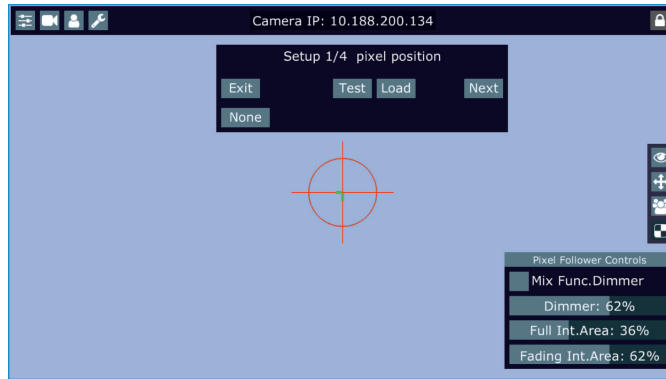 Camera IP: 10.188.200.134
Setup 1/4 pixel position
Exit Test Load Next
None
Pixel Follower Controls
Mix Func.Dimmer
Dimmer: 62%
Full Int.Area: 36%
Fading Int.Area: 62%